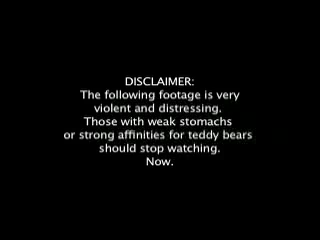 DISCLAIMER:
The following footage is very
violent and distressing.
Those with weak stomachs
or strong affinities for teddy bears
should stop watching.
Now.